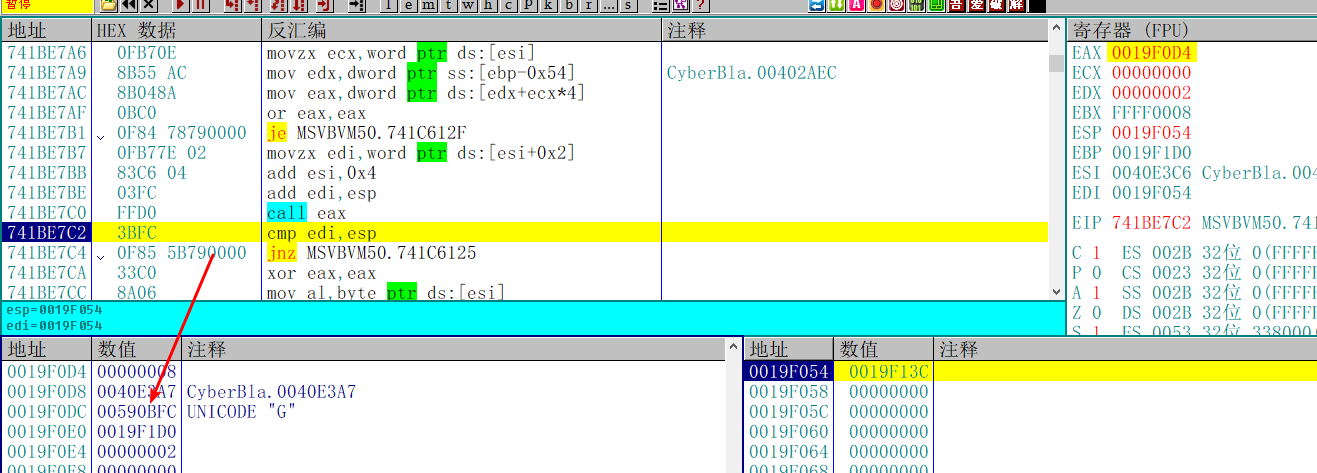 暂停 l e m t w h c p k b r ... s ? 吾 爱 破 解
地址 HEX 数据 反汇编 注释 寄存器 (FPU)
741BE7A6 0FB70E movzx ecx,word ptr ds:[esi] EAX 0019F0D4
741BE7A9 8B55 AC mov edx,dword ptr ss:[ebp-0x54] CyberBla.00402AEC ECX 00000000
741BE7AC 8B048A mov eax,dword ptr ds:[edx+ecx*4] EDX 00000002
741BE7AF 0BC0 or eax,eax EBX FFFF0008
741BE7B1 0F84 78790000 je MSVBVM50.741C612F ESP 0019F054
741BE7B7 0FB77E 02 movzx edi,word ptr ds:[esi+0x2] EBP 0019F1D0
741BE7BB 83C6 04 add esi,0x4 ESI 0040E3C6 CyberBla.004
741BE7BE 03FC add edi,esp EDI 0019F054
741BE7C0 FFD0 call eax
741BE7C2 3BFC cmp edi,esp EIP 741BE7C2 MSVBVM50.741
741BE7C4 0F85 5B790000 jnz MSVBVM50.741C6125 C 1 ES 002B 32位 0(FFFFF
741BE7CA 33C0 xor eax,eax P 0 CS 0023 32位 0(FFFFF
741BE7CC 8A06 mov al,byte ptr ds:[esi] A 1 SS 002B 32位 0(FFFFF
esp=0019F054 Z 0 DS 002B 32位 0(FFFFF
edi=0019F054 S 1 FS 0053 32位 338000(
地址 数值 注释 地址 数值 注释
0019F0D4 00000008 0019F054 0019F13C
0019F0D8 0040E3A7 CyberBla.0040E3A7 0019F058 00000000
0019F0DC 00590BFC UNICODE "G" 0019F05C 00000000
0019F0E0 0019F1D0 0019F060 00000000
0019F0E4 00000002 0019F064 00000000
0019F0E8 00000000 0019F068 00000000